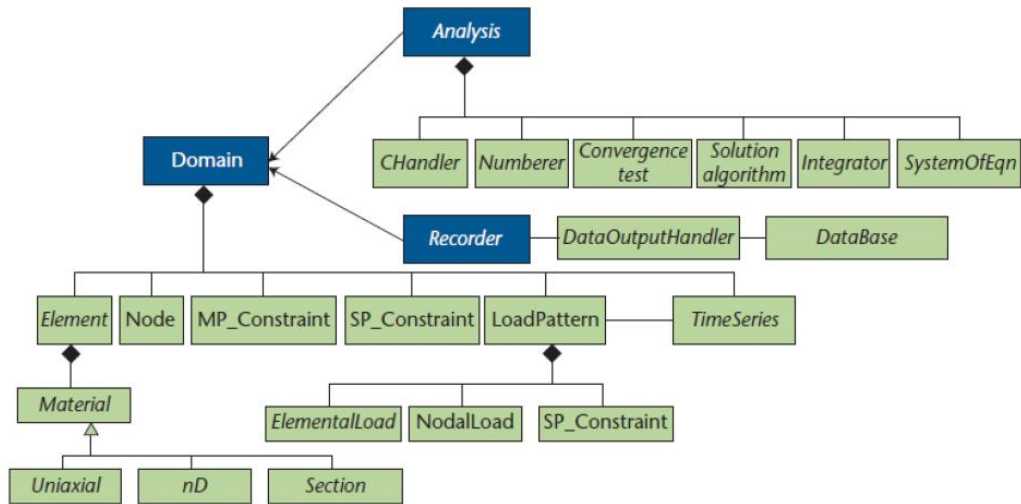 Analysis
Domain
CHandler
Numberer
Convergence
test
Solution
algorithm
Integrator
SystemOfEqn
Recorder
DataOutputHandler
DataBase
Element
Node
MP_Constraint
SP_Constraint
LoadPattern
TimeSeries
Material
ElementalLoad
NodalLoad
SP_Constraint
Uniaxial
nD
Section